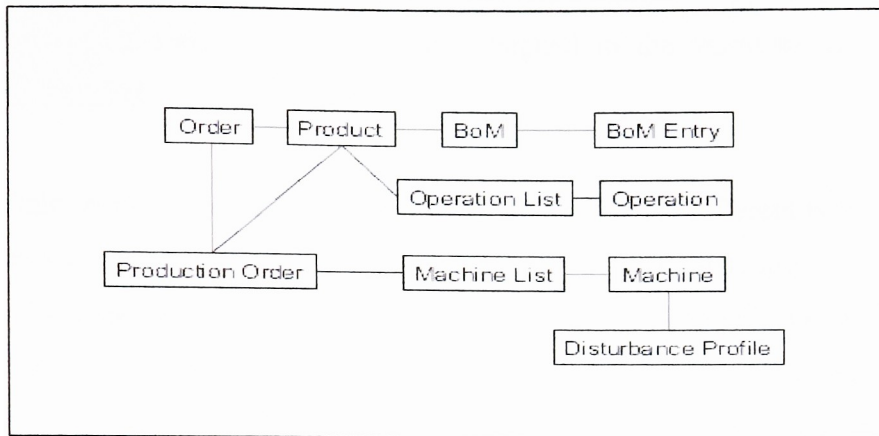 Order
Product
BoM
BoM Entry
Operation List
Operation
Production Order
Machine List
Machine
Disturbance Profile